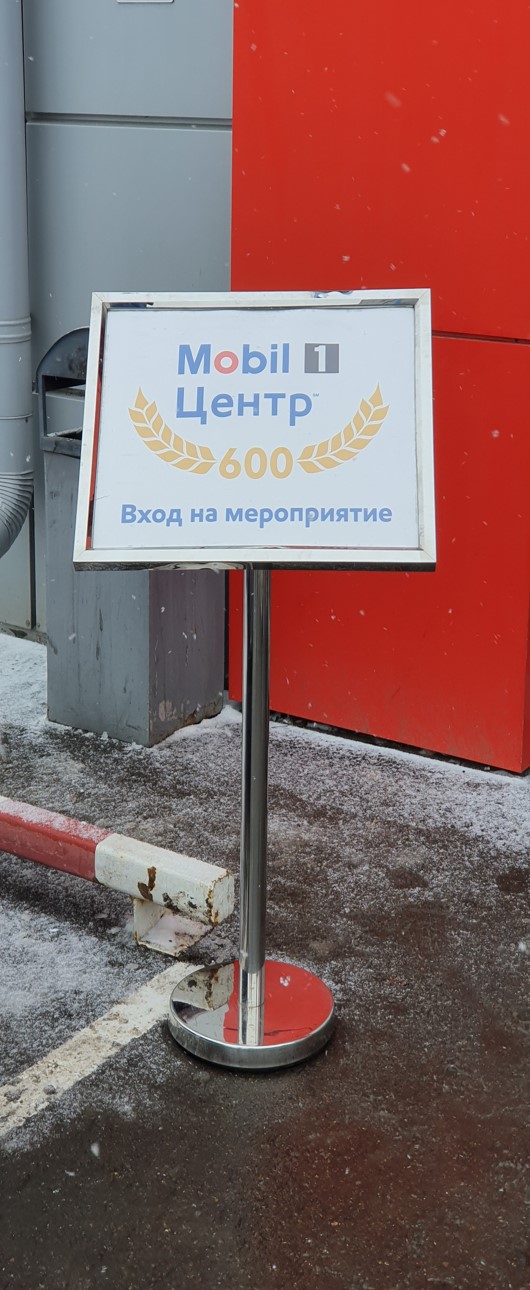 Mobil 1
Центр™
600
Вход на мероприятие